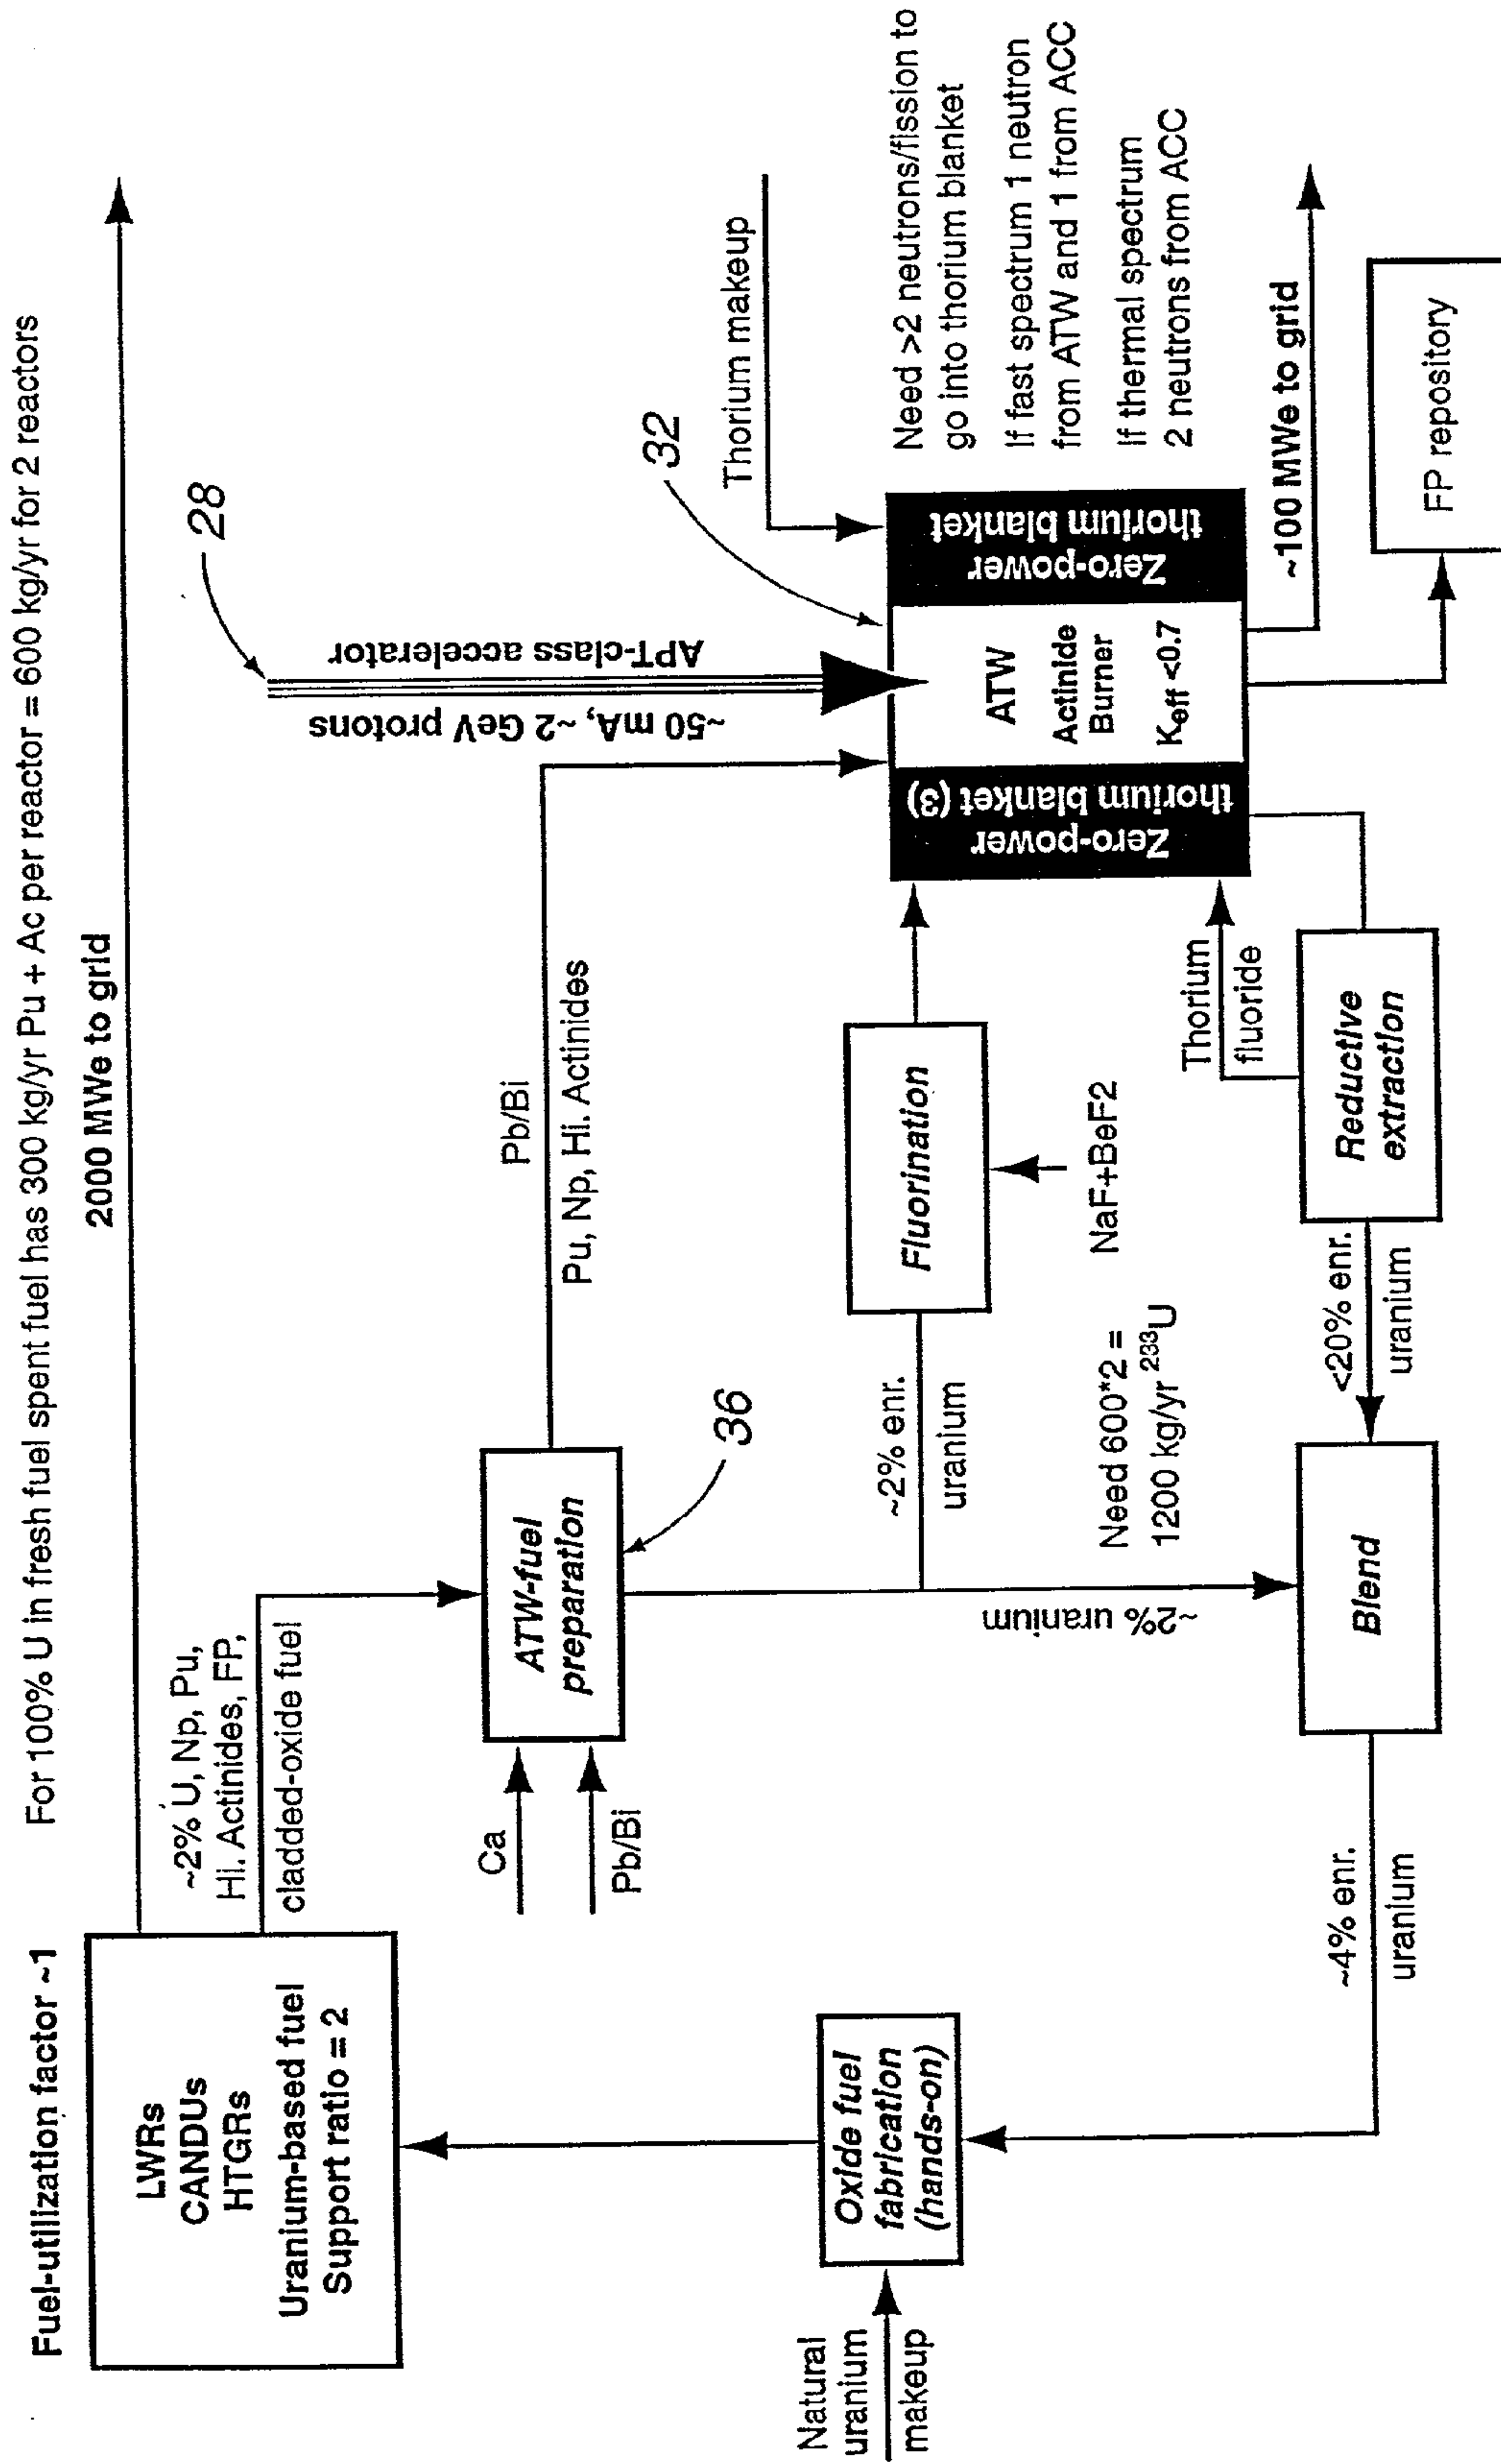 Fuel-utilization factor ~1
For 100% U in fresh fuel spent fuel has 300 kg/yr Pu + Ac per reactor = 600 kg/yr for 2 reactors
2000 MWe to grid
LWRs
CANDUs
HTGRs
Uranium-based fuel
Support ratio = 2
~2% U, Np, Pu,
Hi. Actinides, FP,
cladded-oxide fuel
28
~50 mA, ~2 GeV protons
APT-class accelerator
Ca
Pb/Bi
ATW-fuel
preparation
36
Pb/Bi
Pu, Np, Hi. Actinides
32
Thorium makeup
Natural
uranium
makeup
Oxide fuel
fabrication
(hands-on)
~2% uranium
~2% enr.
uranium
Fluorination
NaF+BeF2
Zero-power
thorium blanket (3)
ATW
Actinide
Burner
Keff <0.7
Zero-power
thorium blanket
Need >2 neutrons/fission to
go into thorium blanket
If fast spectrum 1 neutron
from ATW and 1 from ACC
If thermal spectrum
2 neutrons from ACC
Need 600*2 =
1200 kg/yr ²³³U
Thorium
fluoride
~100 MWe to grid
~4% enr.
uranium
Blend
<20% enr.
uranium
Reductive
extraction
FP repository